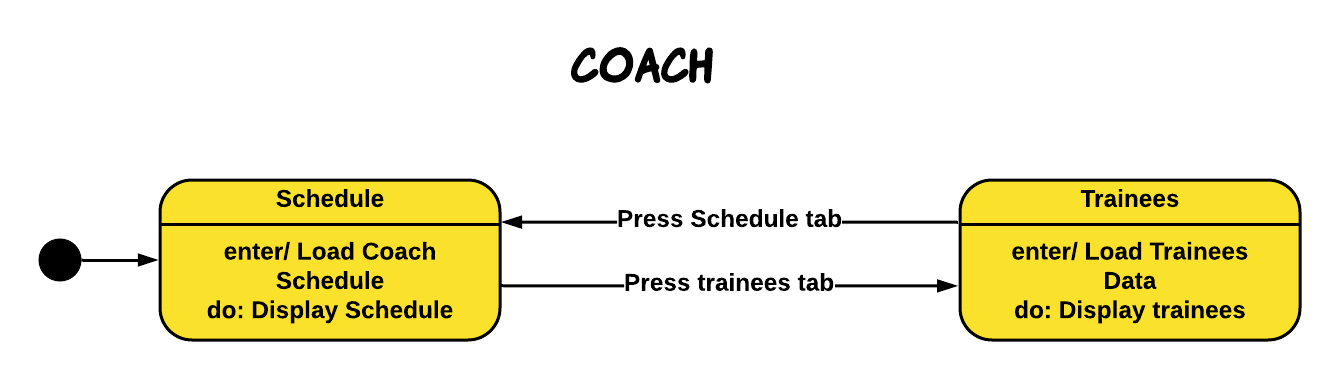 COACH
Schedule
enter/ Load Coach
Schedule
do: Display Schedule
Press Schedule tab
Press trainees tab
Trainees
enter/ Load Trainees
Data
do: Display trainees